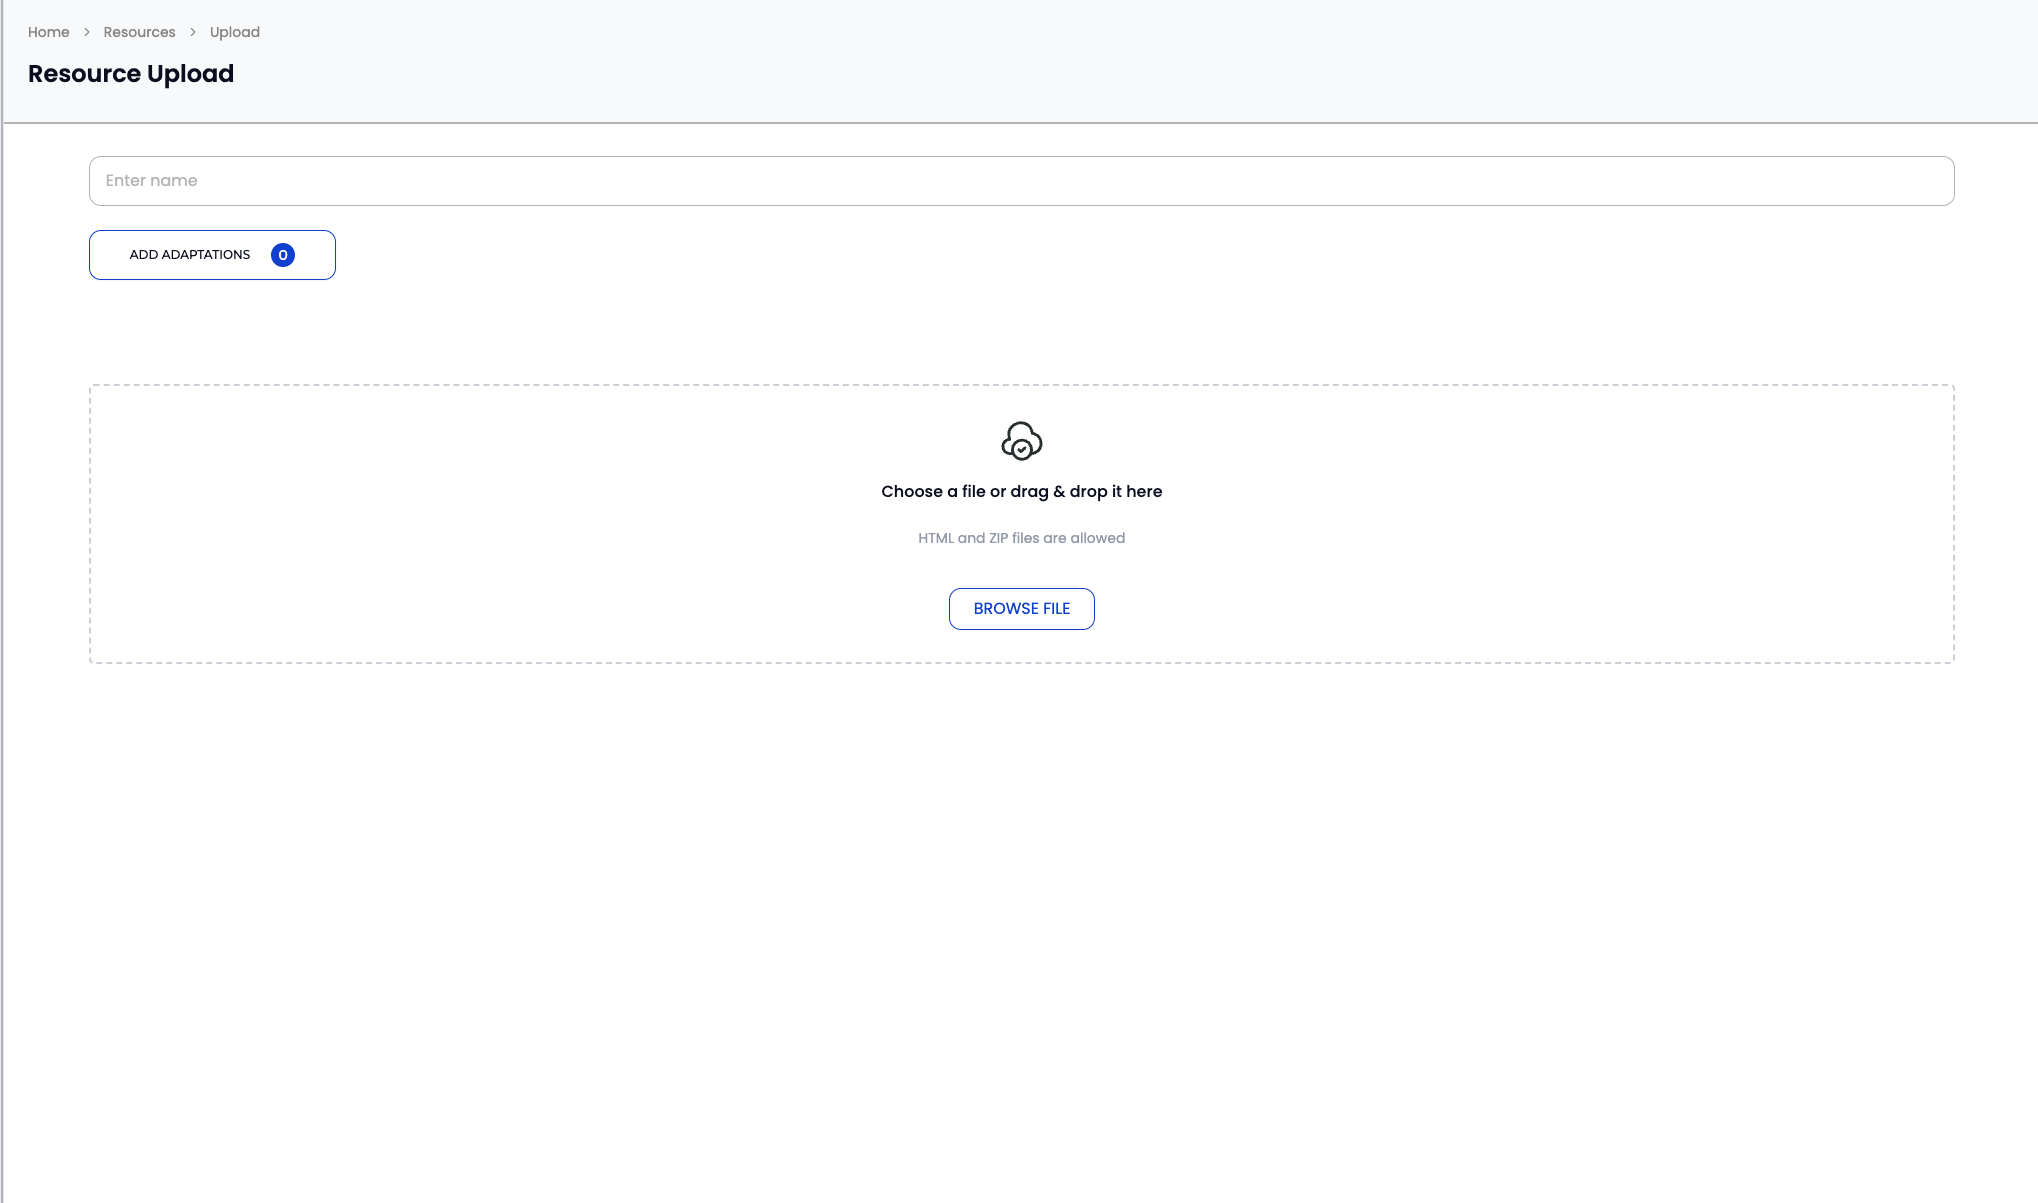 Home > Resources > Upload
Resource Upload
Enter name
ADD ADAPTATIONS 0
Choose a file or drag & drop it here
HTML and ZIP files are allowed
BROWSE FILE